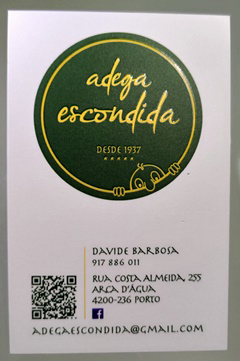 adega
escondida
DESDE 1937
DAVIDE BARBOSA
917 886 011
RUA COSTA ALMEIDA, 255
ARCA D'ÁGUA
4200-236 PORTO
ADEGAESCONDIDA@GMAIL.COM